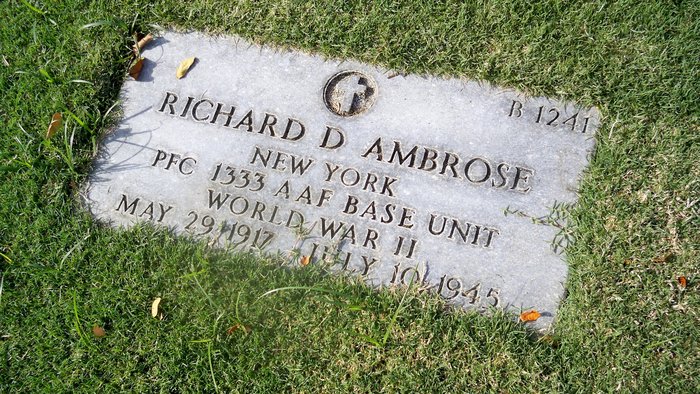 B 1241
RICHARD D AMBROSE
NEW YORK
PFC 1333 AAF BASE UNIT
WORLD WAR II
MAY 29, 1917 JULY 10, 1945